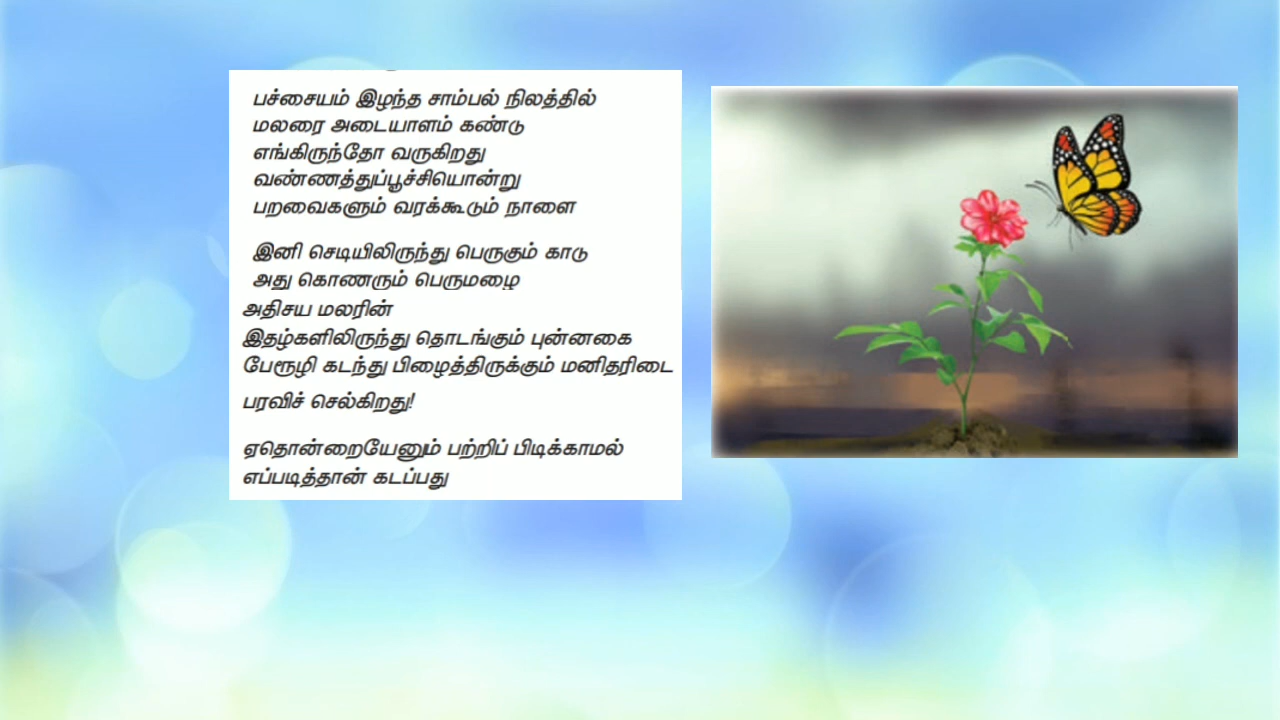 பச்சையம் இழந்த சாம்பல் நிலத்தில்
மலரை அடையாளம் கண்டு
எங்கிருந்தோ வருகிறது
வண்ணத்துப்பூச்சியொன்று
பறவைகளும் வரக்கூடும் நாளை
இனி செடியிலிருந்து பெருகும் காடு
அது கொணரும் பெருமழை
அதிசய மலரின்
இதழ்களிலிருந்து தொடங்கும் புன்னகை
பேரூழி கடந்து பிழைத்திருக்கும் மனிதரிடை
பரவிச் செல்கிறது!
ஏதொன்றையேனும் பற்றிப் பிடிக்காமல்
எப்படித்தான் கடப்பது